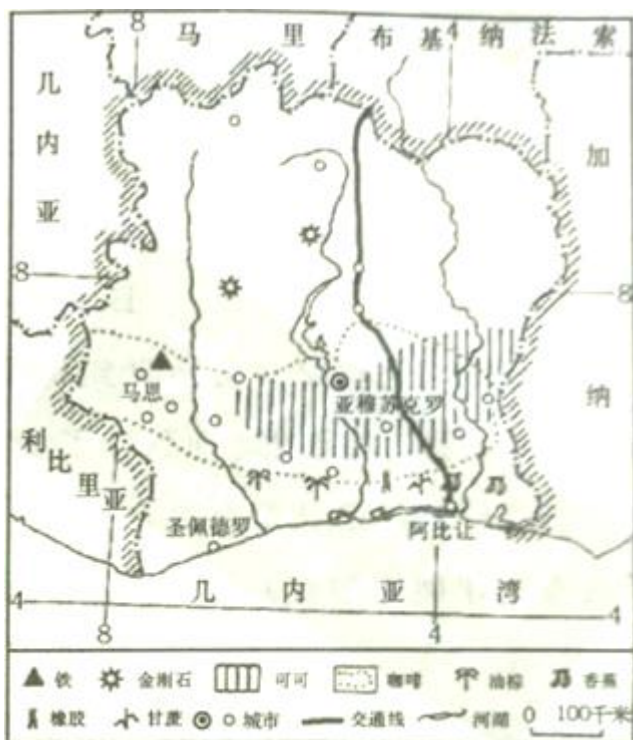 8
马里
布基纳法索
4
几内亚
加纳
8
8
马恩
亚穆苏克罗
利比里亚
圣佩德罗
阿比让
几内亚湾
4
4
8
4
铁 金刚石 可可 咖啡 油棕 香蕉
橡胶 甘蔗 城市 交通线 河湖 0 100千米